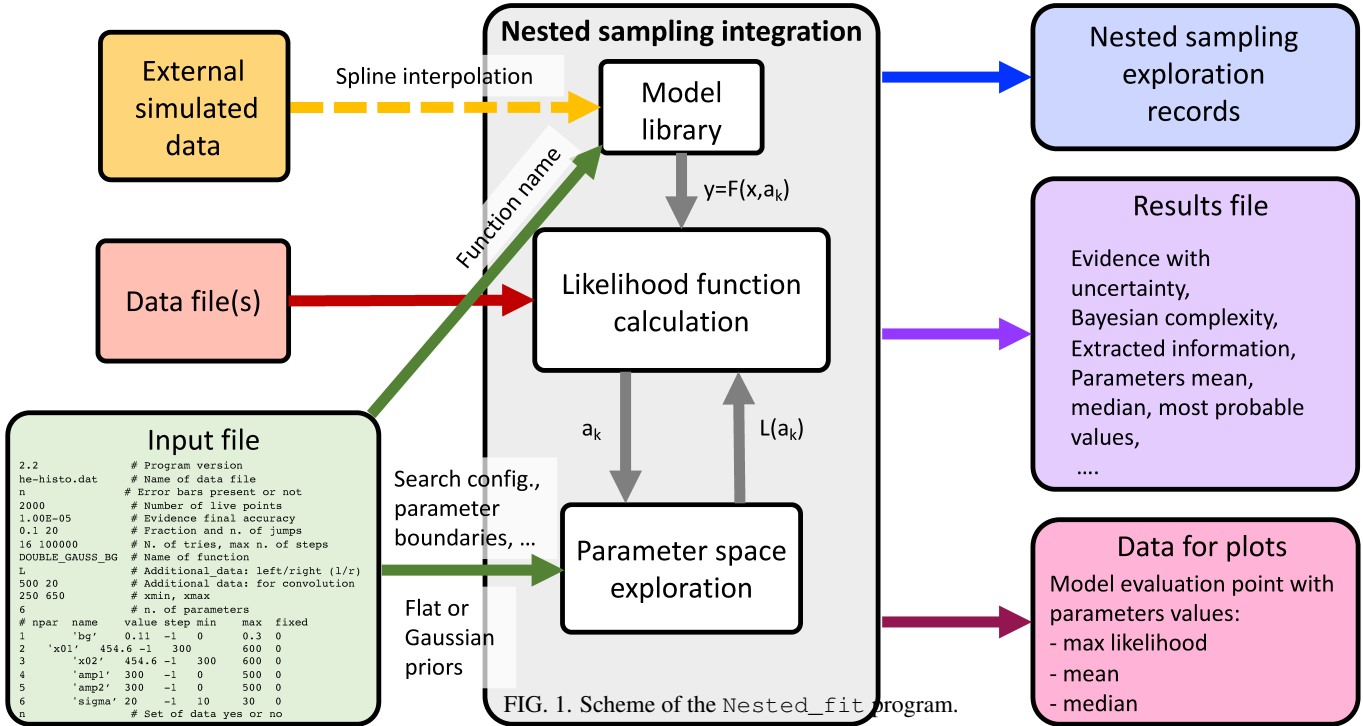 Nested sampling integration
External
simulated
data
Spline interpolation
Model
library
Function name
y=F(x,aₖ)
Data file(s)
Likelihood function
calculation
aₖ
L(aₖ)
Input file
2.2 # Program version
he-histo.dat # Name of data file
n # Error bars present or not
2000 # Number of live points
1.00E-05 # Evidence final accuracy
0.1 20 # Fraction and n. of jumps
16 100000 # N. of tries, max n. of steps
DOUBLE_GAUSS_BG # Name of function
L # Additional_data: left/right (l/r)
500 20 # Additional data: for convolution
250 650 # xmin, xmax
6 # n. of parameters
# npar name value step min max fixed
1 'bg' 0.11 -1 0 0.3 0
2 'x01' 454.6 -1 300 600 0
3 'x02' 454.6 -1 300 600 0
4 'amp1' 300 -1 0 500 0
5 'amp2' 300 -1 0 500 0
6 'sigma' 20 -1 10 30 0
n # Set of data yes or no
Search config.,
parameter
boundaries, ...
Flat or
Gaussian
priors
Parameter space
exploration
Nested sampling
exploration
records
Results file
Evidence with
uncertainty,
Bayesian complexity,
Extracted information,
Parameters mean,
median, most probable
values,
....
Data for plots
Model evaluation point with
parameters values:
- max likelihood
- mean
- median
FIG. 1. Scheme of the Nested_fit program.